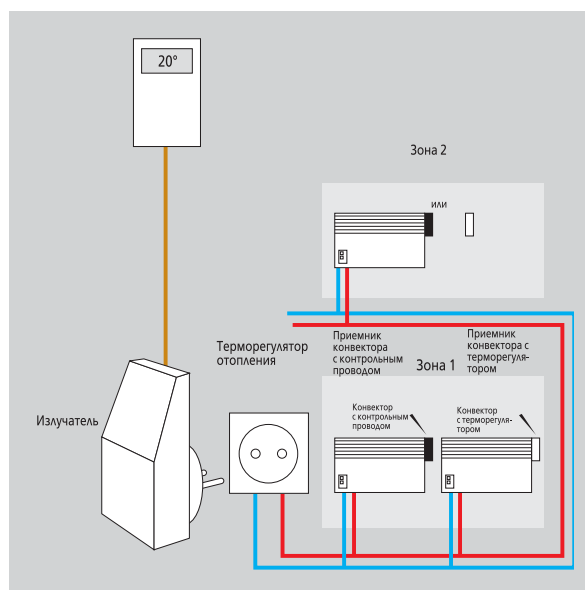 20°
Зона 2
или
Терморегулятор
отопления
Приемник
конвектора
с контрольным
проводом
Приемник
конвектора с
терморегуля-
тором
Зона 1
Излучатель
Конвектор
с контрольным
проводом
Конвектор
с терморегуля-
тором